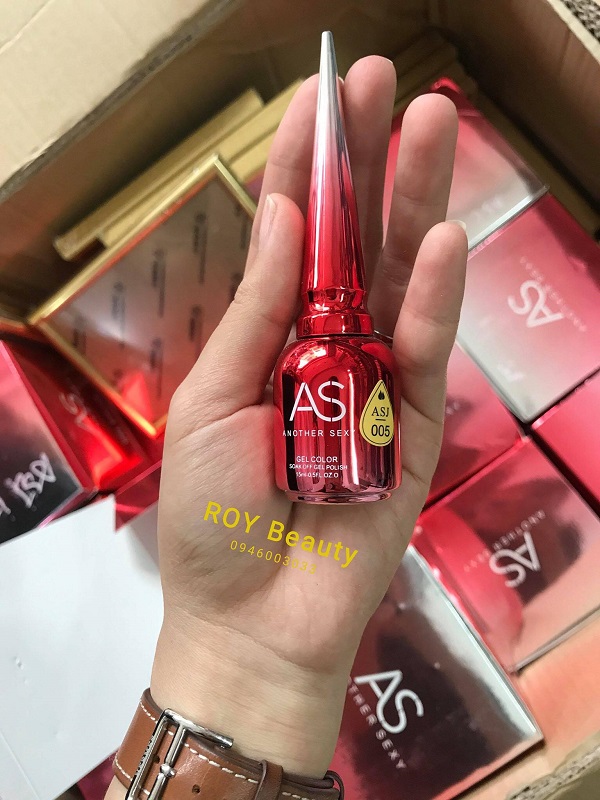 AS
ANOTHER SEXY
GEL COLOR
SOAK OFF GEL POLISH
15ml-0.5FL.OZ.O
ASJ
005
ROY Beauty
AS
AS
AS
ANOTHER SEXY